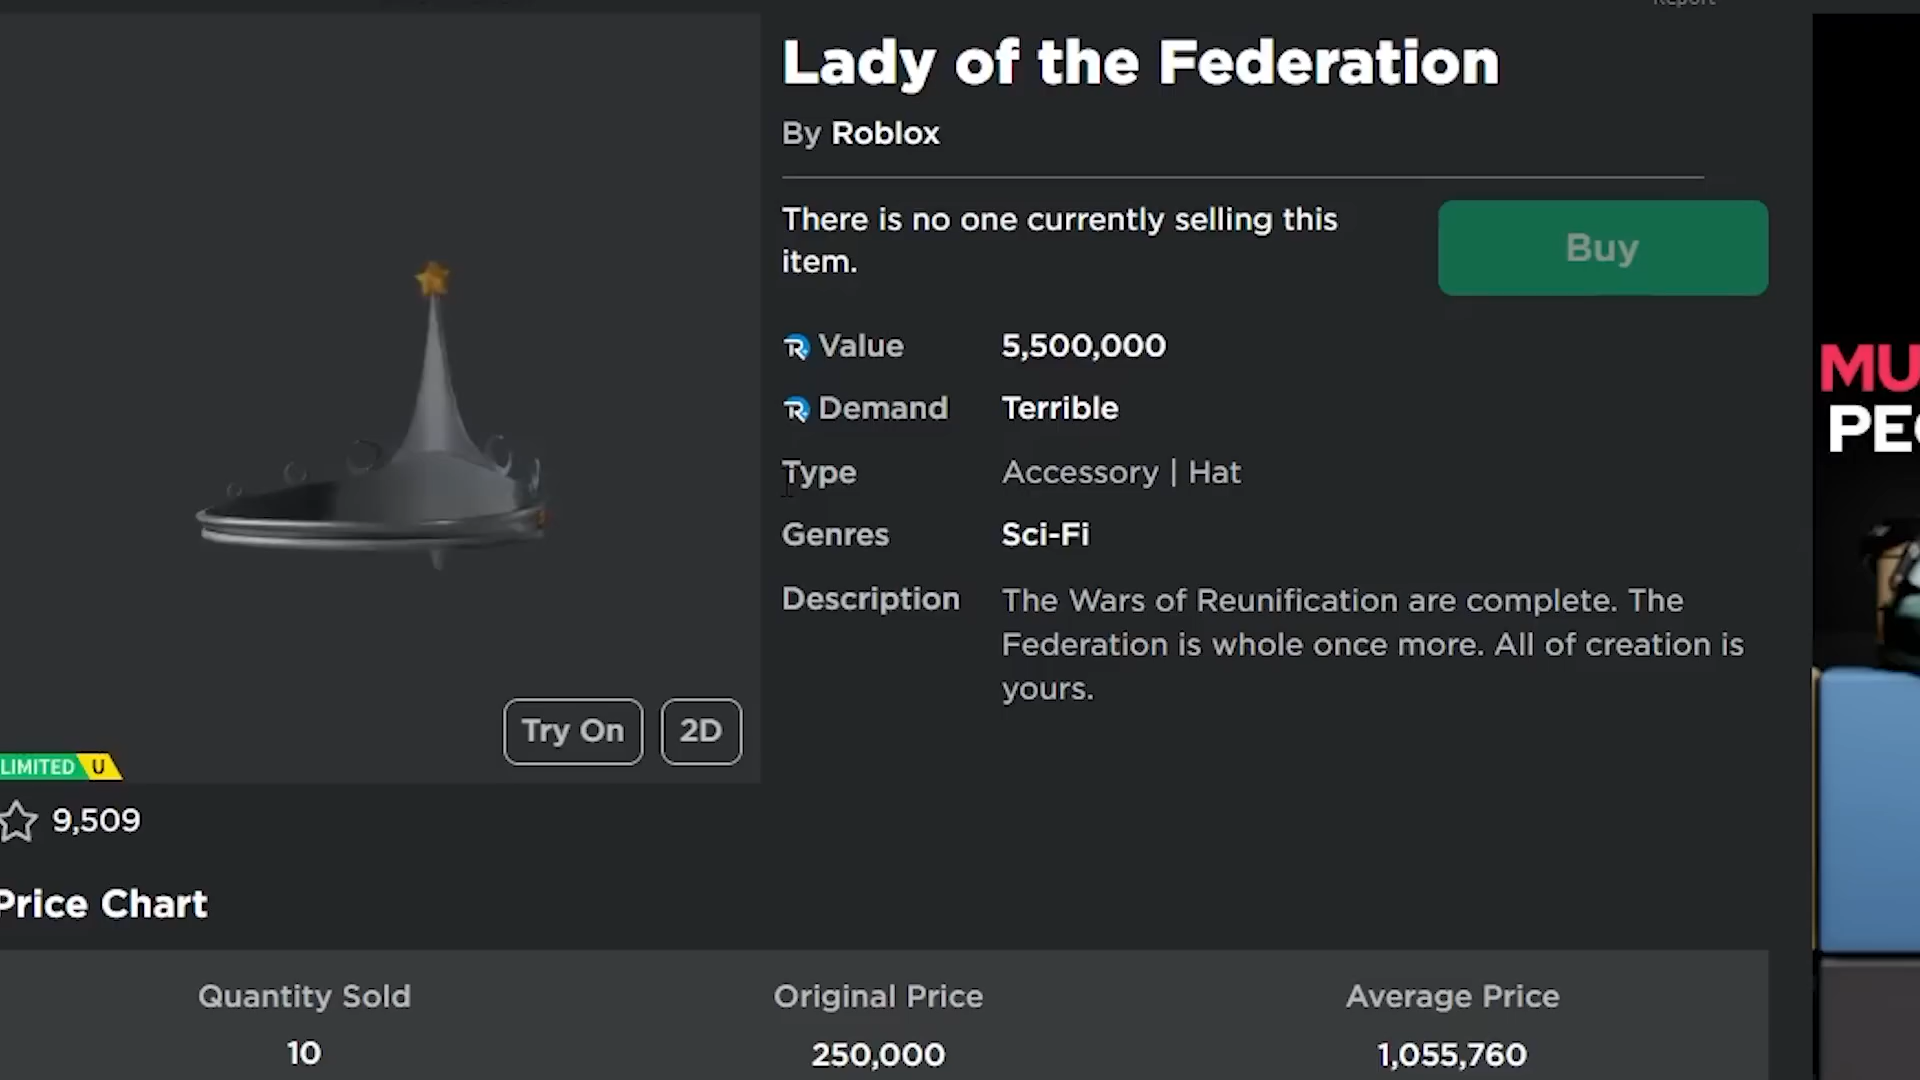 Report
Lady of the Federation
By Roblox
There is no one currently selling this
item.
Buy
Value 5,500,000
Demand Terrible
Type Accessory | Hat
Genres Sci-Fi
Description The Wars of Reunification are complete. The
Federation is whole once more. All of creation is
yours.
Try On 2D
LIMITED U
9,509
Price Chart
Quantity Sold Original Price Average Price
10 250,000 1,055,760
MU
PEO